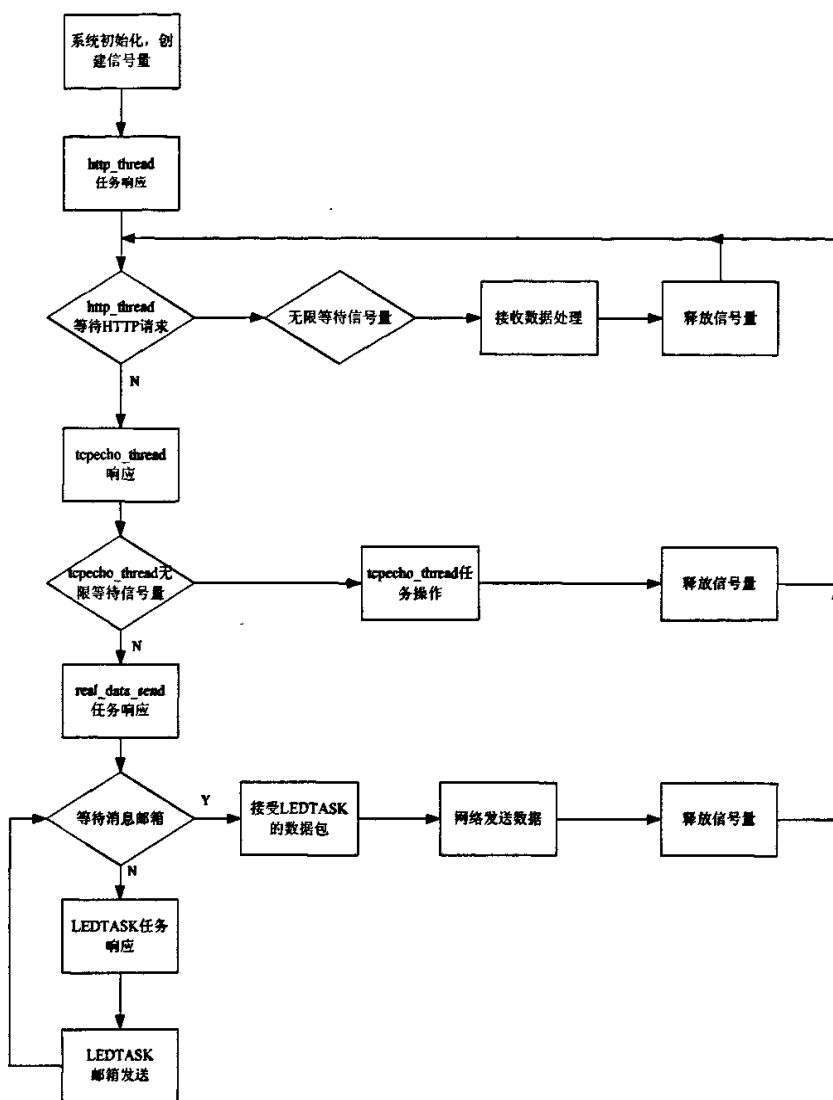 系统初始化，创
建信号量
http_thread
任务响应
http_thread
等待HTTP请求
无限等待信号量
接收数据处理
释放信号量
N
tcpecho_thread
响应
tcpecho_thread无
限等待信号量
tcpecho_thread任
务操作
释放信号量
N
real_data_send
任务响应
等待消息邮箱
Y
接受LEDTASK
的数据包
网络发送数据
释放信号量
N
LEDTASK任务
响应
LEDTASK
邮箱发送